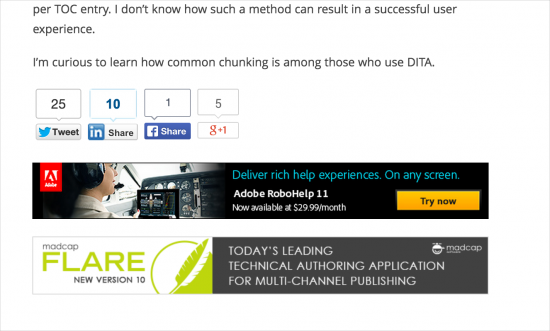 per TOC entry. I don't know how such a method can result in a successful user
experience.
I'm curious to learn how common chunking is among those who use DITA.
25 10 1 5
Tweet in Share f Share g+1
Adobe
Deliver rich help experiences. On any screen.
Adobe RoboHelp 11
Now available at $29.99/month
Try now
madcap
FLARE
NEW VERSION 10
TODAY'S LEADING
TECHNICAL AUTHORING APPLICATION
FOR MULTI-CHANNEL PUBLISHING
madcap